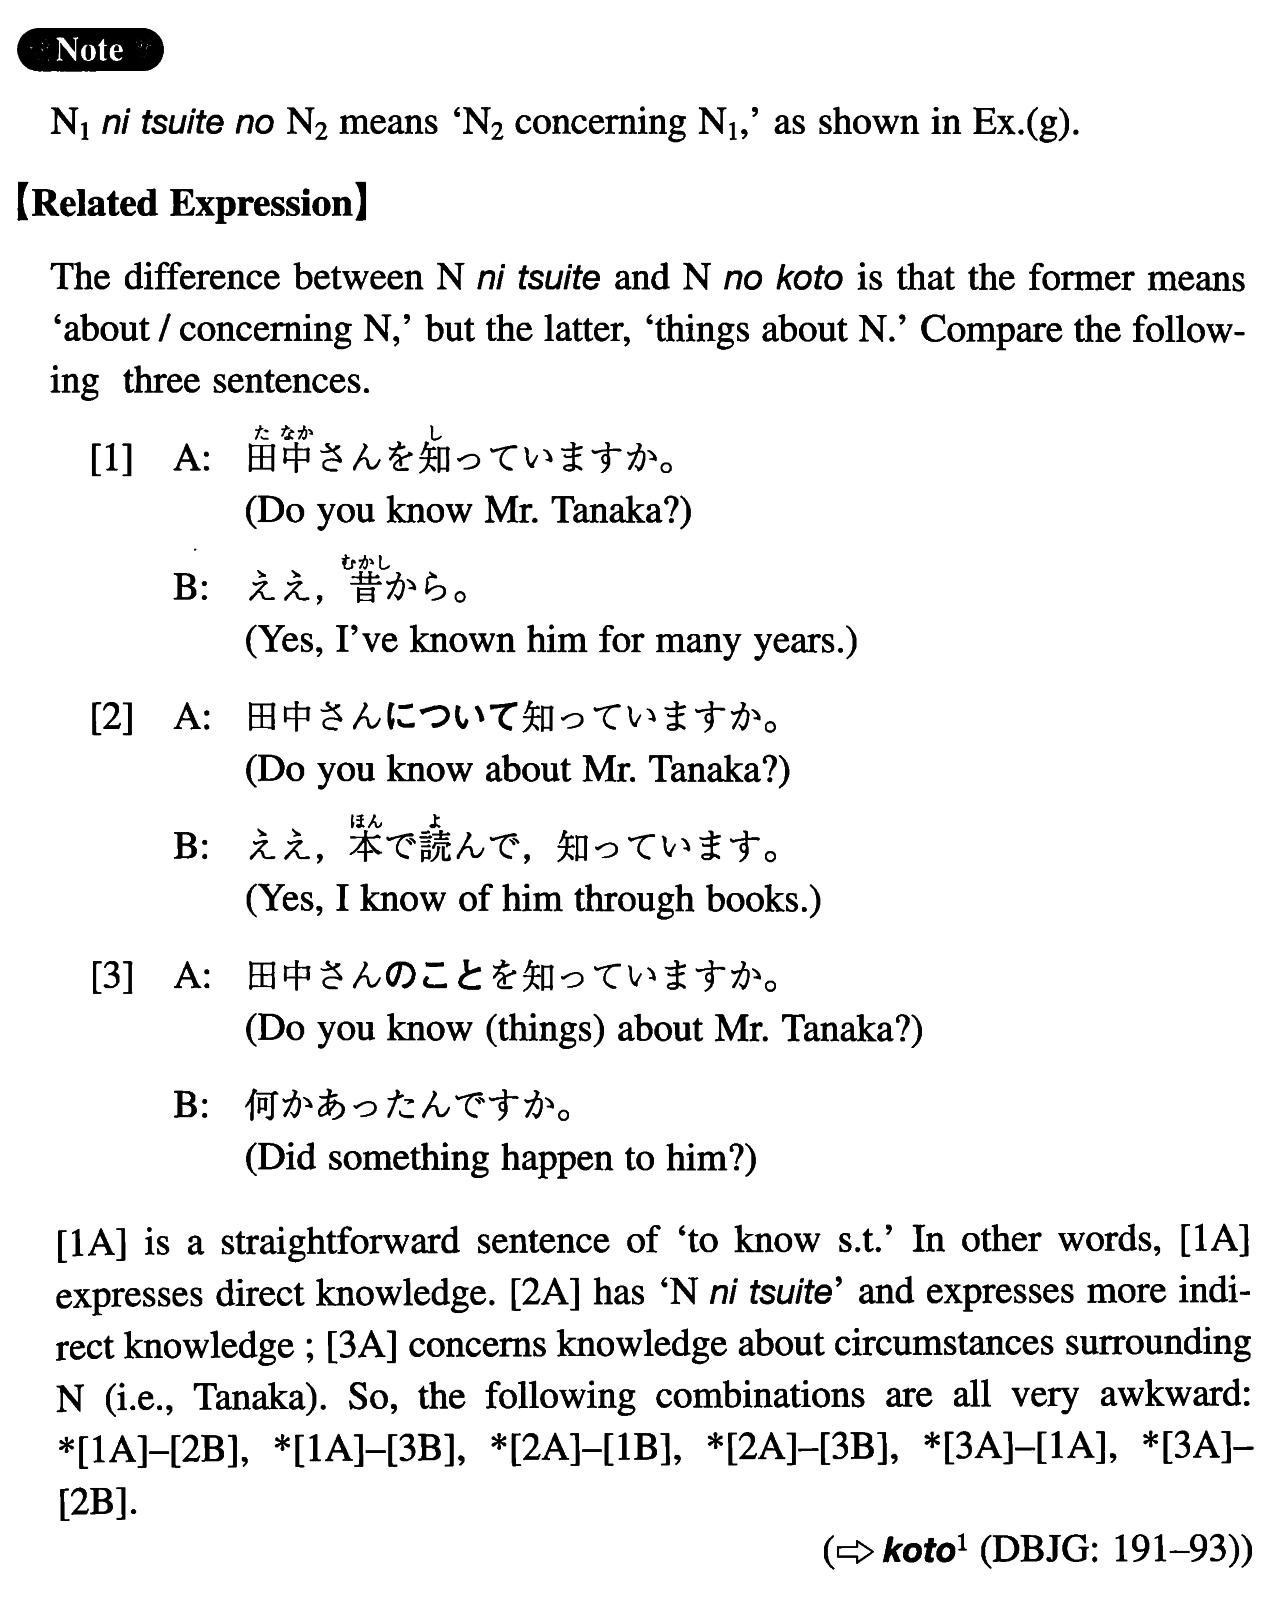 Note
N₁ ni tsuite no N₂ means ‘N₂ concerning N₁,’ as shown in Ex.(g).
【Related Expression】
The difference between N ni tsuite and N no koto is that the former means
‘about / concerning N,’ but the latter, ‘things about N.’ Compare the follow-
ing three sentences.
た なか し
[1] A: 田中さんを知っていますか。
(Do you know Mr. Tanaka?)
むかし
B: ええ，昔から。
(Yes, I’ve known him for many years.)
[2] A: 田中さんについて知っていますか。
(Do you know about Mr. Tanaka?)
ほん よ
B: ええ，本で読んで，知っています。
(Yes, I know of him through books.)
[3] A: 田中さんのことを知っていますか。
(Do you know (things) about Mr. Tanaka?)
B: 何かあったんですか。
(Did something happen to him?)
[1A] is a straightforward sentence of ‘to know s.t.’ In other words, [1A]
expresses direct knowledge. [2A] has ‘N ni tsuite’ and expresses more indi-
rect knowledge ; [3A] concerns knowledge about circumstances surrounding
N (i.e., Tanaka). So, the following combinations are all very awkward:
*[1A]–[2B], *[1A]–[3B], *[2A]–[1B], *[2A]–[3B], *[3A]–[1A], *[3A]–
[2B].
(⇨ koto¹ (DBJG: 191–93))